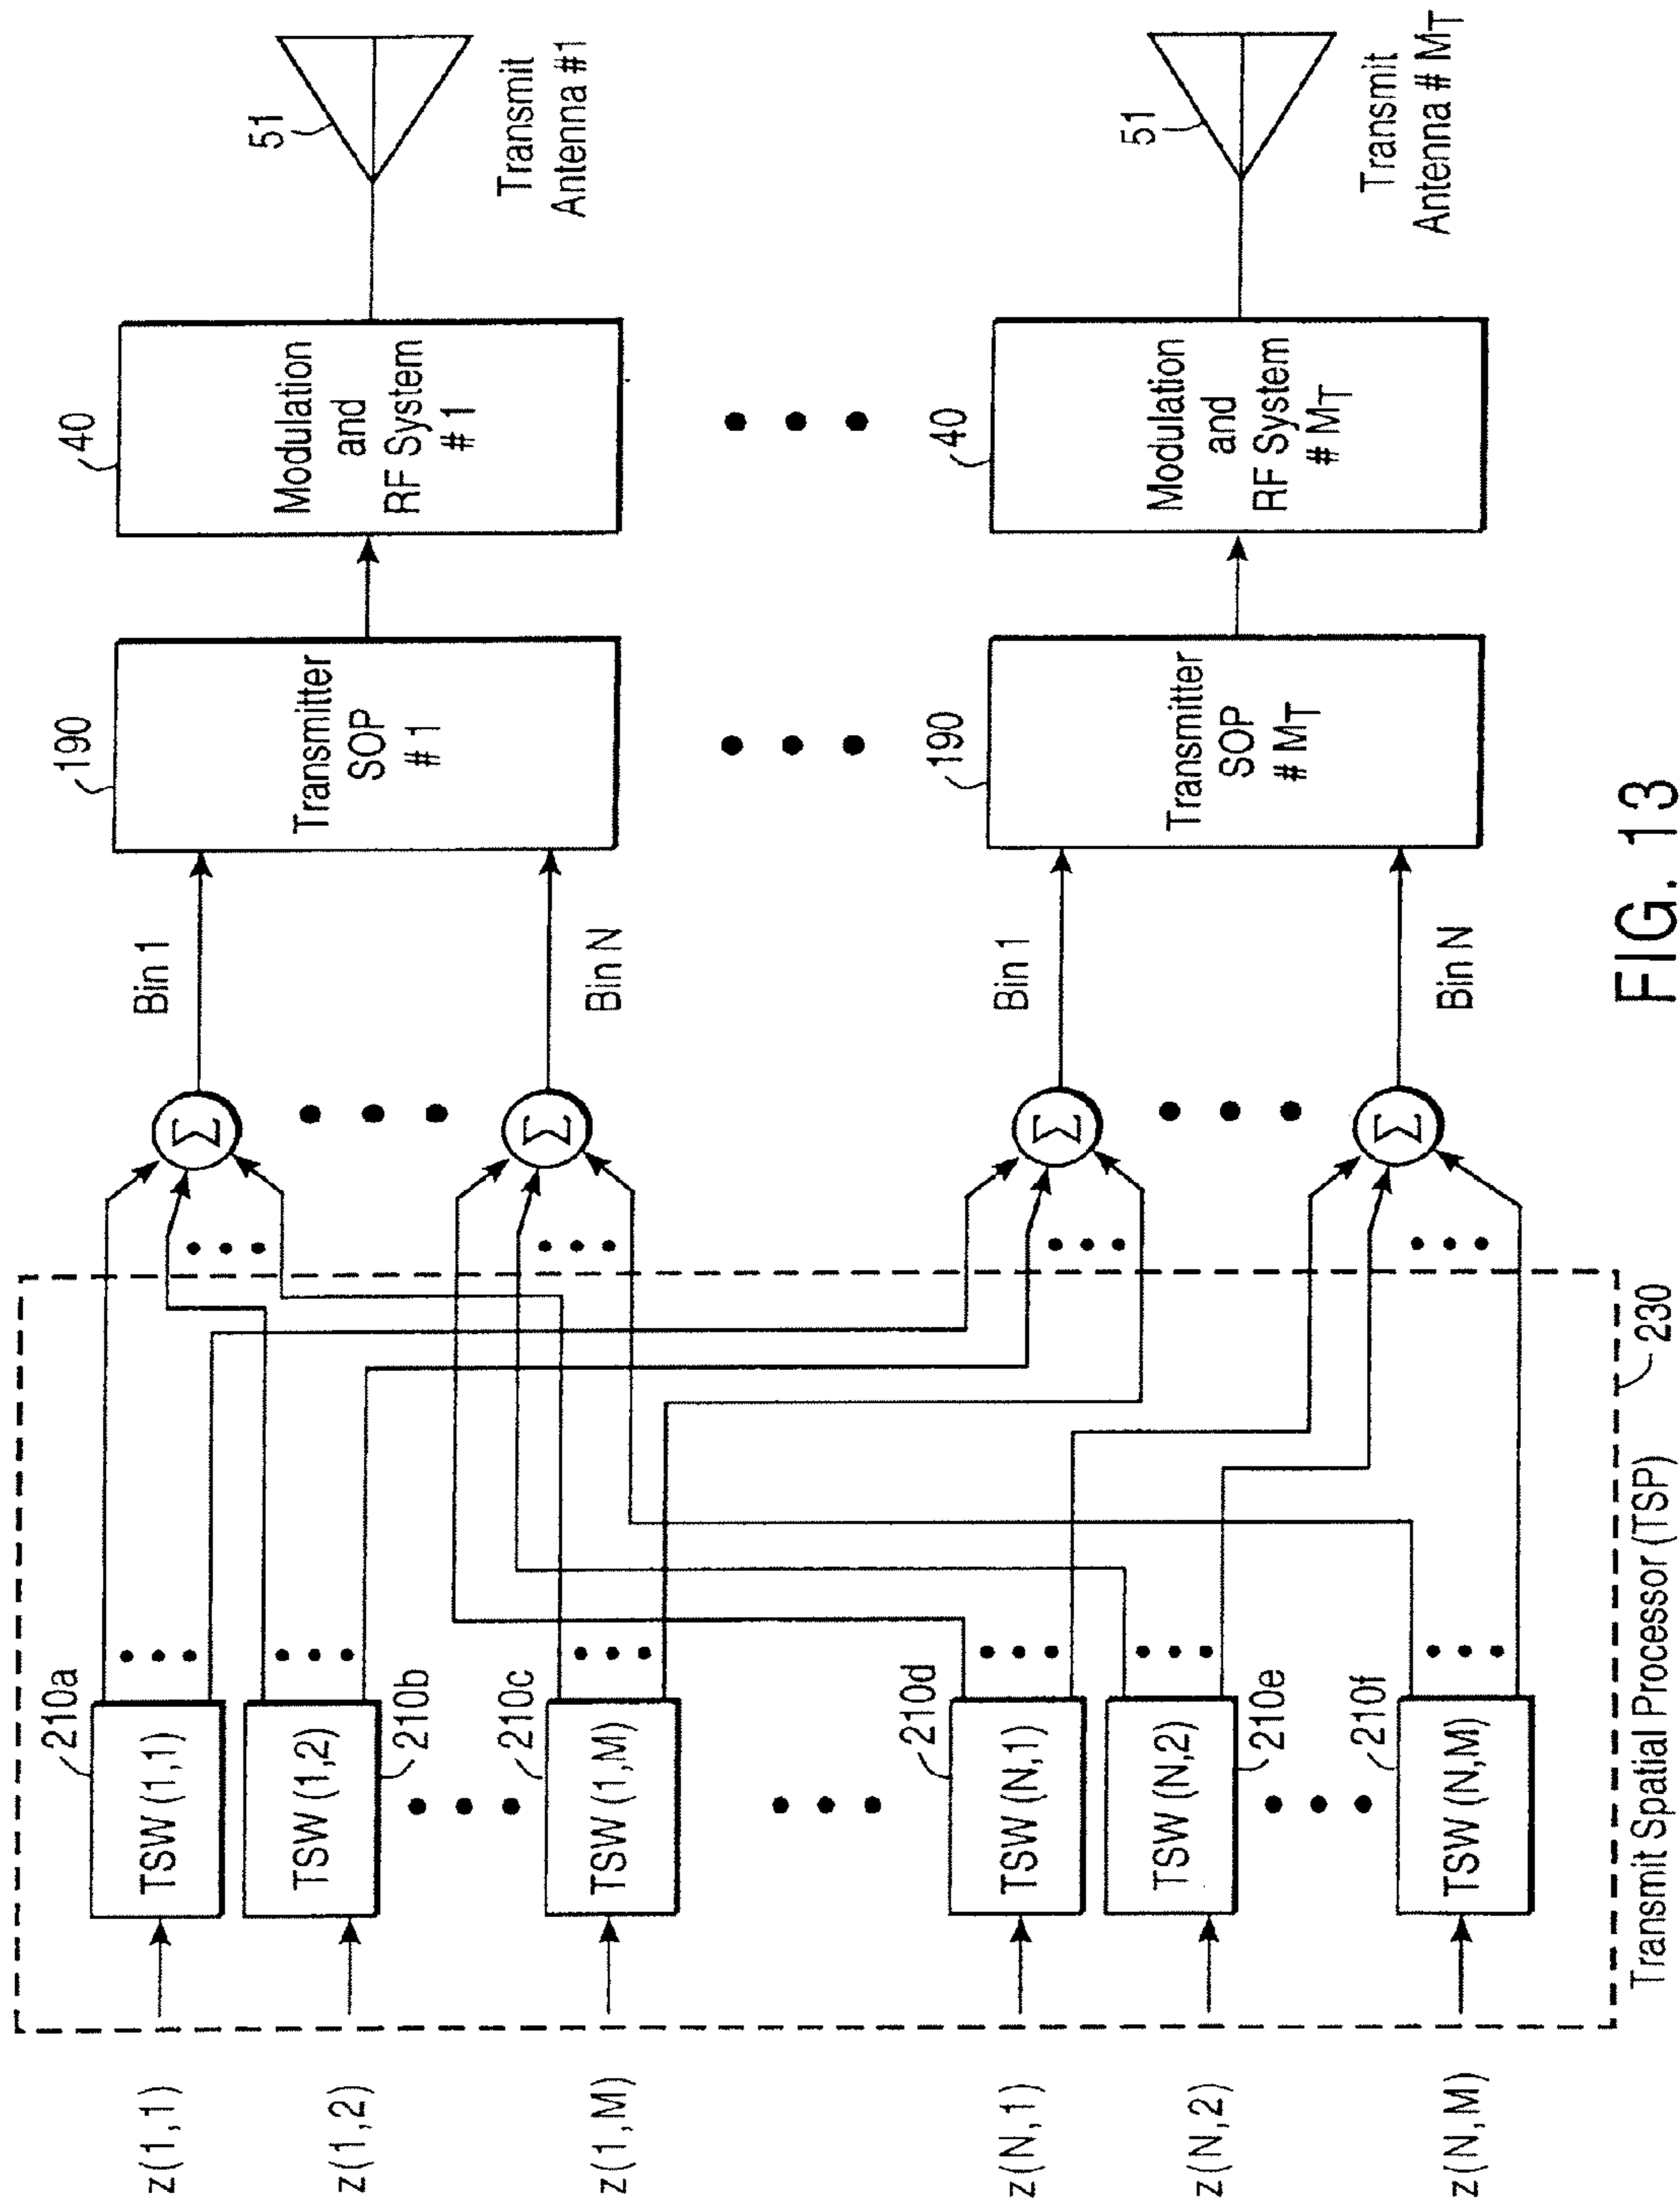 z(1,1)
z(1,2)
z(1,M)
z(N,1)
z(N,2)
z(N,M)
210a
TSW (1,1)
TSW (1,2)
210b
210c
TSW (1,M)
210d
TSW (N,1)
TSW (N,2)
210e
210f
TSW (N,M)
Transmit Spatial Processor (TSP)
230
Σ
Σ
Σ
Σ
Bin 1
Bin N
Bin 1
Bin N
190
Transmitter
SOP
# 1
190
Transmitter
SOP
# MT
40
Modulation
and
RF System
# 1
40
Modulation
and
RF System
# MT
51
Transmit
Antenna #1
51
Transmit
Antenna # MT
FIG. 13